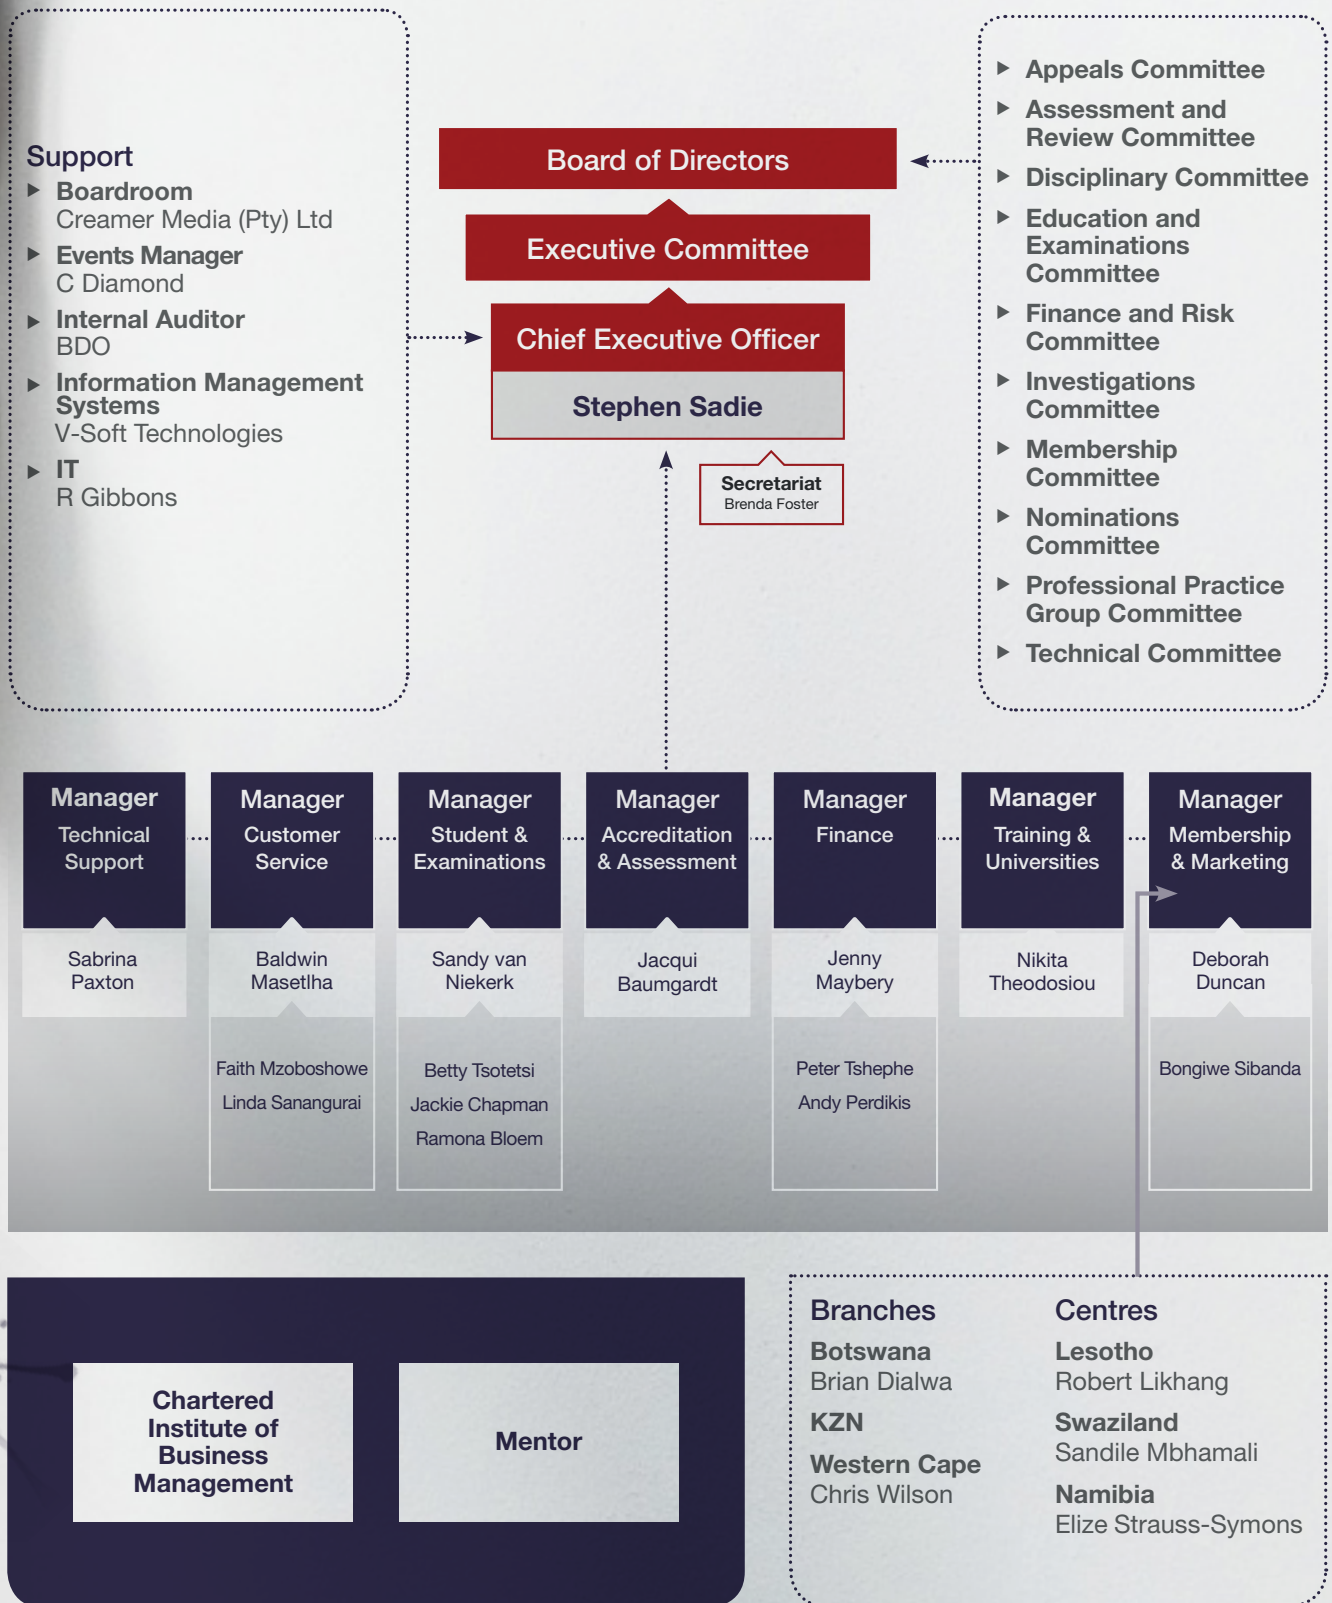 Support
Boardroom
Creamer Media (Pty) Ltd
Events Manager
C Diamond
Internal Auditor
BDO
Information Management
Systems
V-Soft Technologies
IT
R Gibbons
Board of Directors
Executive Committee
Chief Executive Officer
Stephen Sadie
Secretariat
Brenda Foster
Appeals Committee
Assessment and
Review Committee
Disciplinary Committee
Education and
Examinations
Committee
Finance and Risk
Committee
Investigations
Committee
Membership
Committee
Nominations
Committee
Professional Practice
Group Committee
Technical Committee
Manager
Technical
Support
Sabrina
Paxton
Manager
Customer
Service
Baldwin
Masetlha
Faith Mzoboshowe
Linda Sanangurai
Manager
Student &
Examinations
Sandy van
Niekerk
Betty Tsotetsi
Jackie Chapman
Ramona Bloem
Manager
Accreditation
& Assessment
Jacqui
Baumgardt
Manager
Finance
Jenny
Maybery
Peter Tshephe
Andy Perdikis
Manager
Training &
Universities
Nikita
Theodosiou
Manager
Membership
& Marketing
Deborah
Duncan
Bongiwe Sibanda
Chartered
Institute of
Business
Management
Mentor
Branches
Botswana
Brian Dialwa
KZN
Western Cape
Chris Wilson
Centres
Lesotho
Robert Likhang
Swaziland
Sandile Mbhamali
Namibia
Elize Strauss-Symons